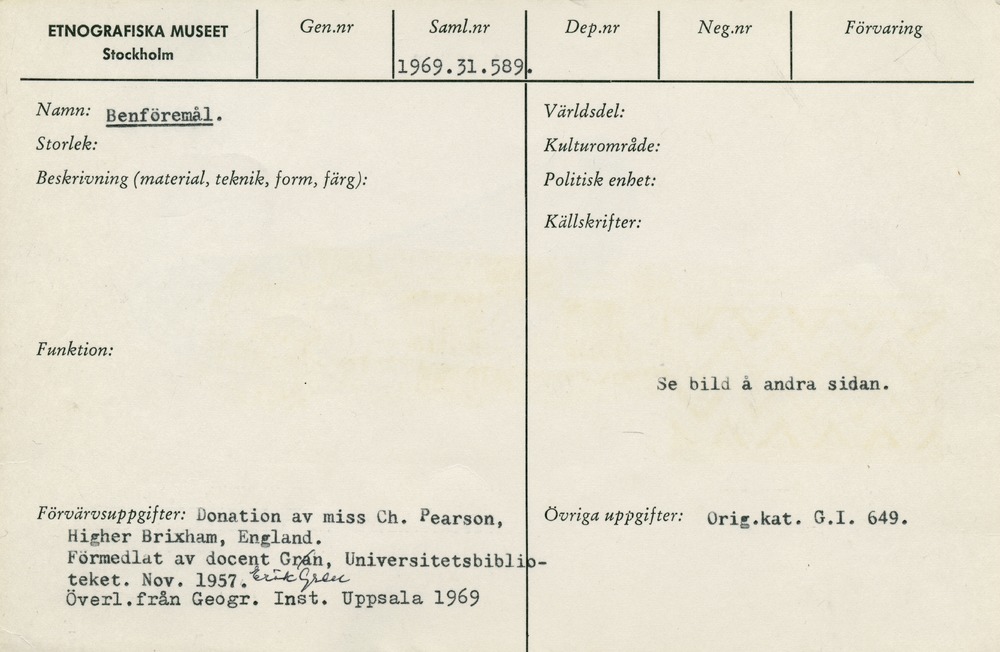 ETNOGRAFISKA MUSEET
Stockholm
Gen.nr
Saml.nr
1969.31.589.
Dep.nr
Neg.nr
Förvaring
Namn: Benföremål.
Storlek:
Beskrivning (material, teknik, form, färg):
Världsdel:
Kulturområde:
Politisk enhet:
Källskrifter:
Funktion:
Se bild å andra sidan.
Förvärvsuppgifter: Donation av miss Ch. Pearson,
Higher Brixham, England.
Förmedlat av docent Grån, Universitetsbiblio-
teket. Nov. 1957. Erik Gren
Överl.från Geogr. Inst. Uppsala 1969
Övriga uppgifter: Orig.kat. G.I. 649.